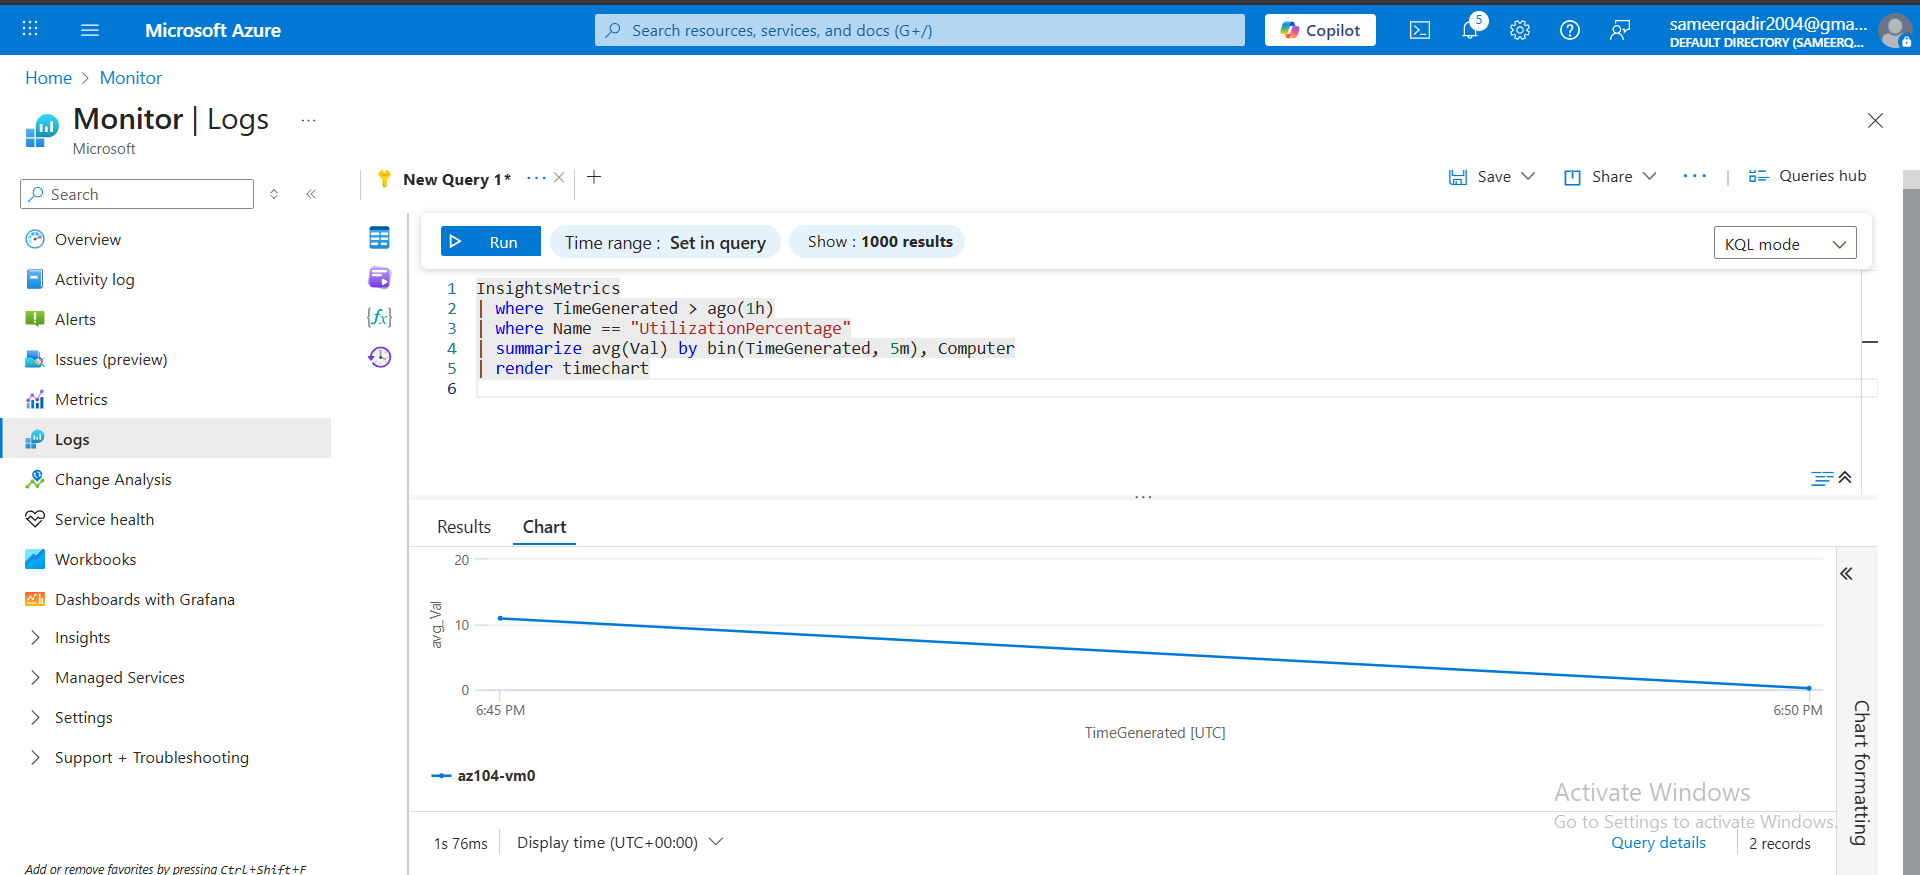 Microsoft Azure
Search resources, services, and docs (G+/)
Copilot
5
sameerqadir2004@gma...
DEFAULT DIRECTORY (SAMEERQ...
Home > Monitor
Monitor | Logs ...
Microsoft
Search
Overview
Activity log
Alerts
Issues (preview)
Metrics
Logs
Change Analysis
Service health
Workbooks
Dashboards with Grafana
Insights
Managed Services
Settings
Support + Troubleshooting
Add or remove favorites by pressing Ctrl+Shift+F
New Query 1* ...
Save
Share
...
Queries hub
Run
Time range : Set in query
Show : 1000 results
KQL mode
{fx}
1 InsightsMetrics
2 | where TimeGenerated > ago(1h)
3 | where Name == "UtilizationPercentage"
4 | summarize avg(Val) by bin(TimeGenerated, 5m), Computer
5 | render timechart
6
...
Results
Chart
20
10
0
avg_Val
6:45 PM
6:50 PM
TimeGenerated [UTC]
az104-vm0
Chart formatting
Activate Windows
Go to Settings to activate Windows.
1s 76ms
Display time (UTC+00:00)
Query details
2 records